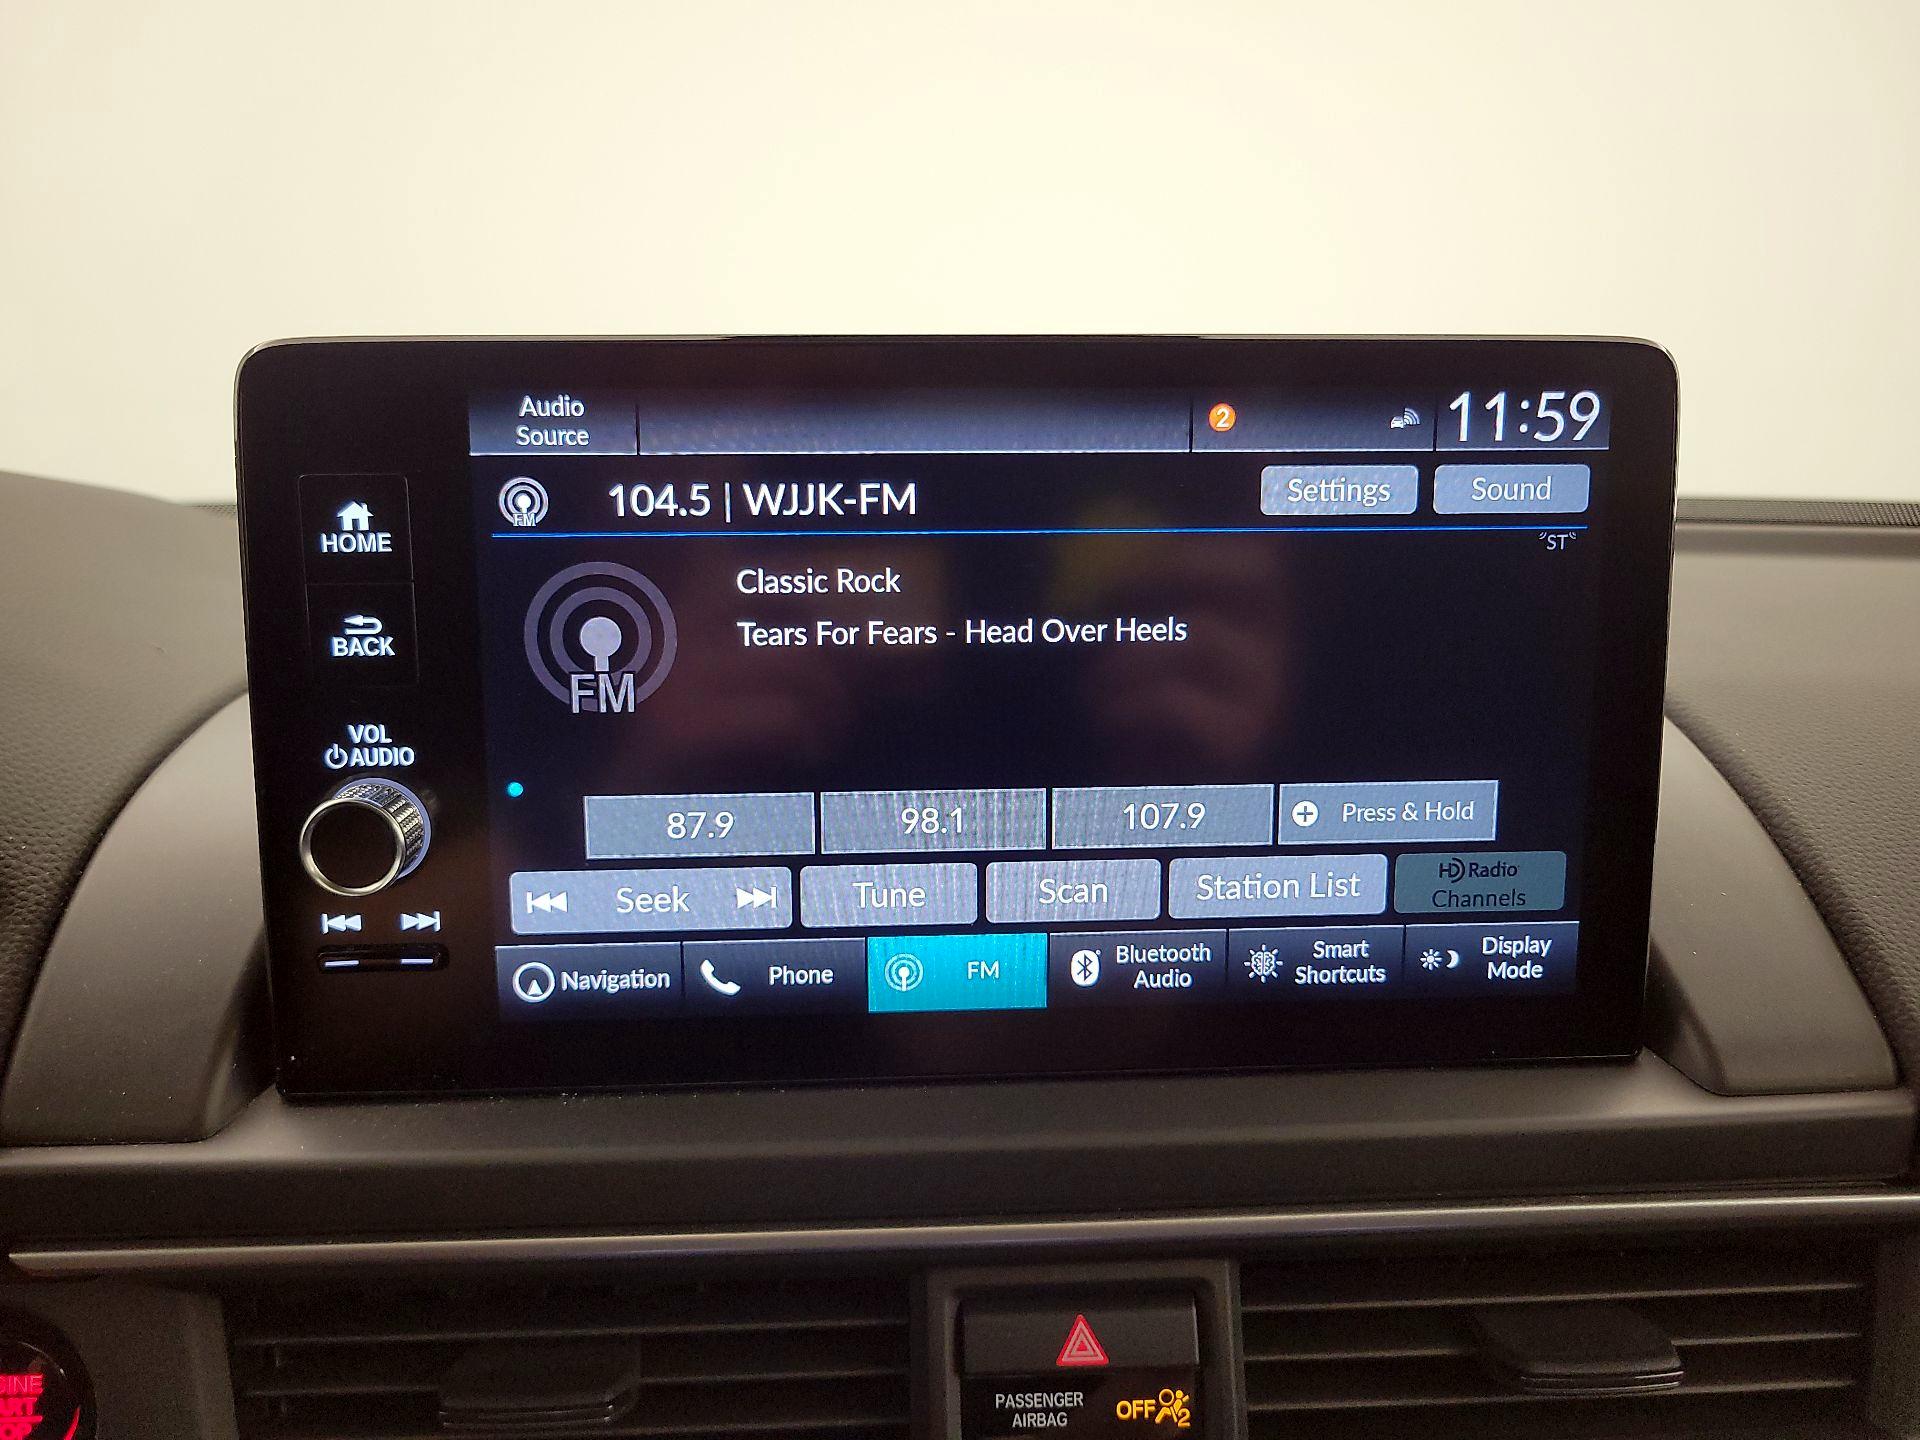 Audio
Source
2
11:59
FM
104.5 | WJJK-FM
Settings
Sound
"ST"
HOME
BACK
VOL
AUDIO
Classic Rock
Tears For Fears - Head Over Heels
FM
87.9
98.1
107.9
Press & Hold
Seek
Tune
Scan
Station List
HD Radio
Channels
Navigation
Phone
FM
Bluetooth
Audio
Smart
Shortcuts
Display
Mode
PASSENGER
AIRBAG
OFF
2